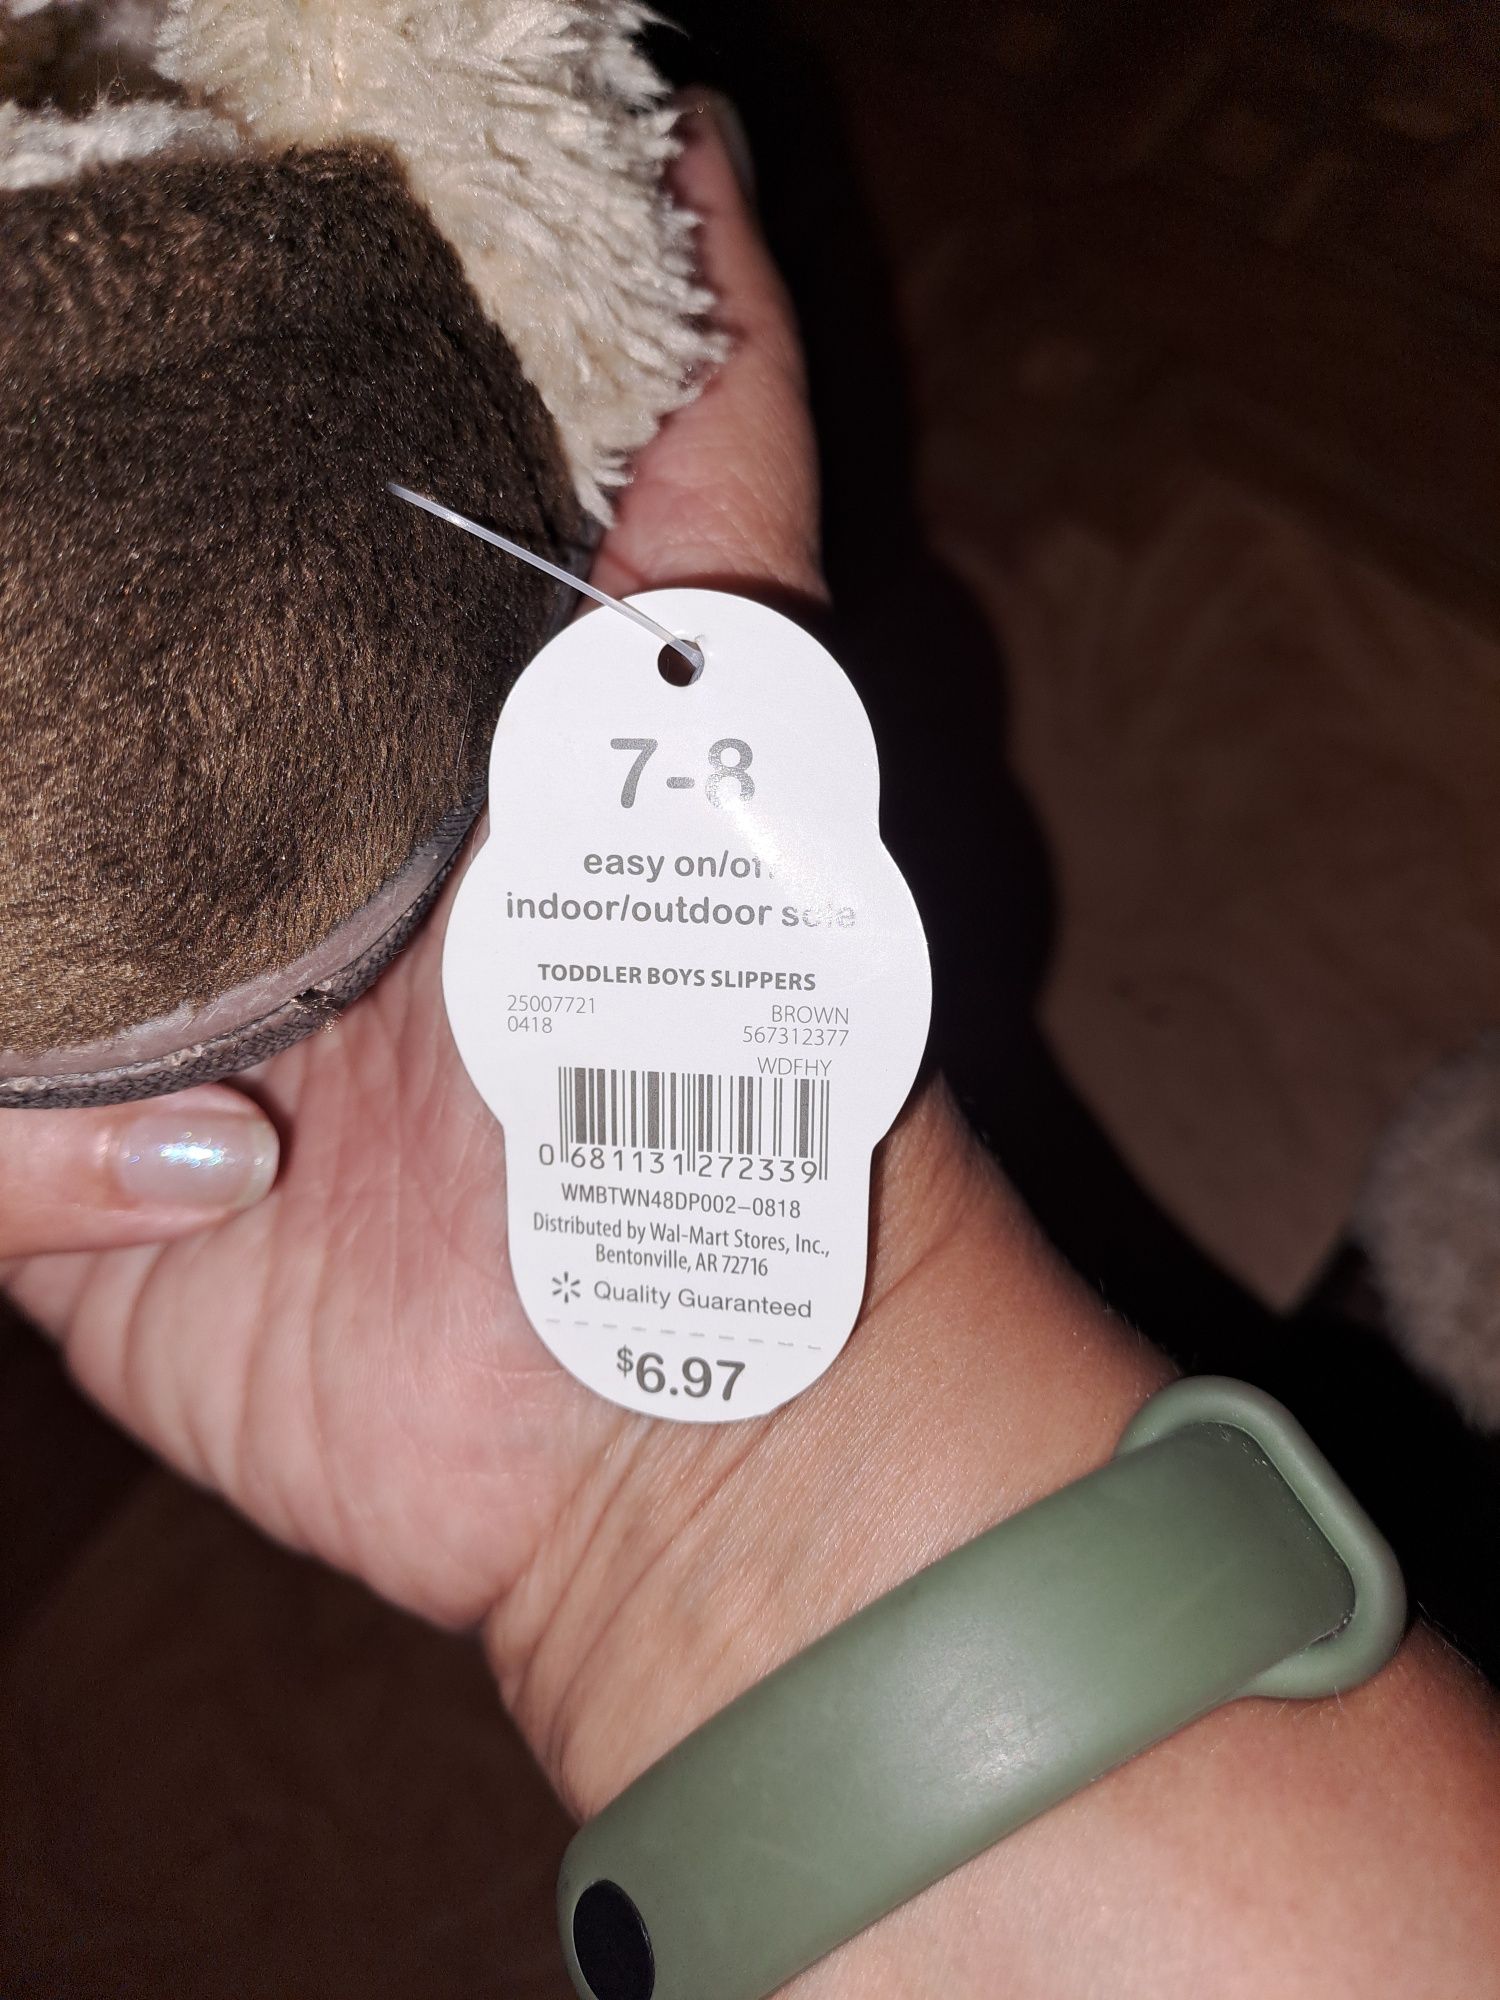 7-8
easy on/off
indoor/outdoor sole
TODDLER BOYS SLIPPERS
25007721 BROWN
0418 567312377
WDFHY
0 681131 272339
WMBTWN48DP002-0818
Distributed by Wal-Mart Stores, Inc.,
Bentonville, AR 72716
Quality Guaranteed
$6.97